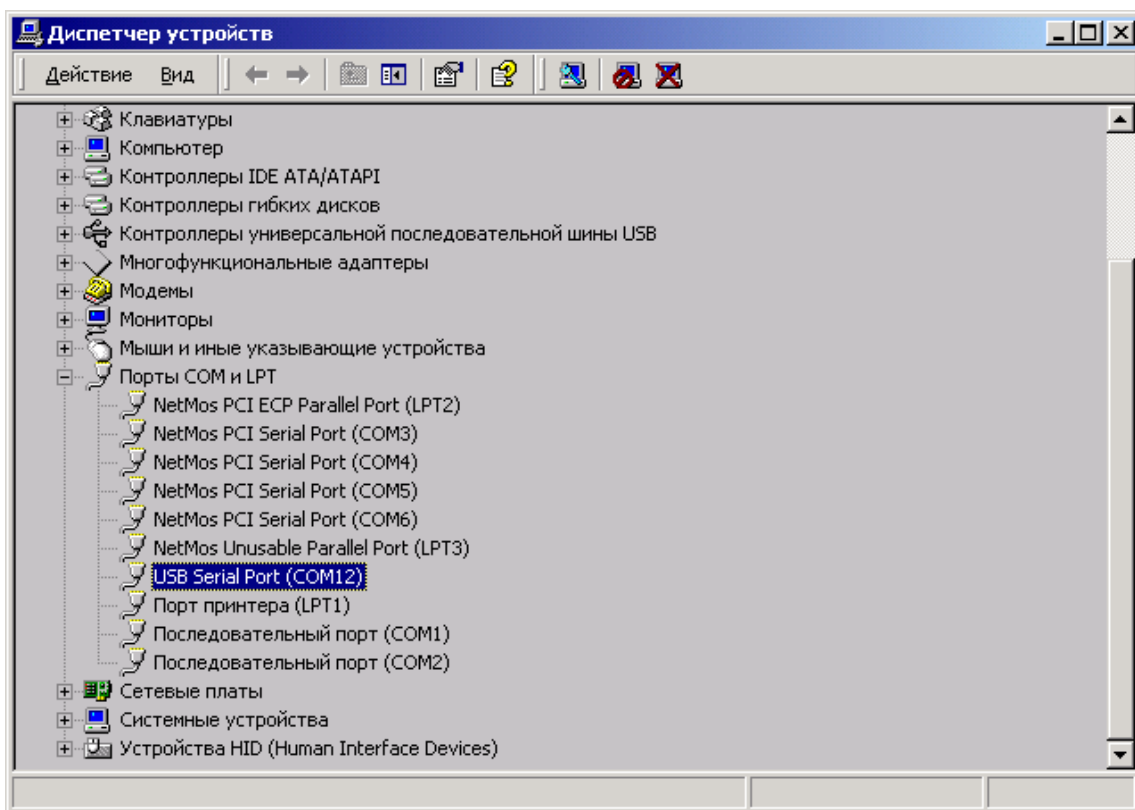 Диспетчер устройств
Действие Вид
Клавиатуры
Компьютер
Контроллеры IDE ATA/ATAPI
Контроллеры гибких дисков
Контроллеры универсальной последовательной шины USB
Многофункциональные адаптеры
Модемы
Мониторы
Мыши и иные указывающие устройства
Порты COM и LPT
NetMos PCI ECP Parallel Port (LPT2)
NetMos PCI Serial Port (COM3)
NetMos PCI Serial Port (COM4)
NetMos PCI Serial Port (COM5)
NetMos PCI Serial Port (COM6)
NetMos Unusable Parallel Port (LPT3)
USB Serial Port (COM12)
Порт принтера (LPT1)
Последовательный порт (COM1)
Последовательный порт (COM2)
Сетевые платы
Системные устройства
Устройства HID (Human Interface Devices)